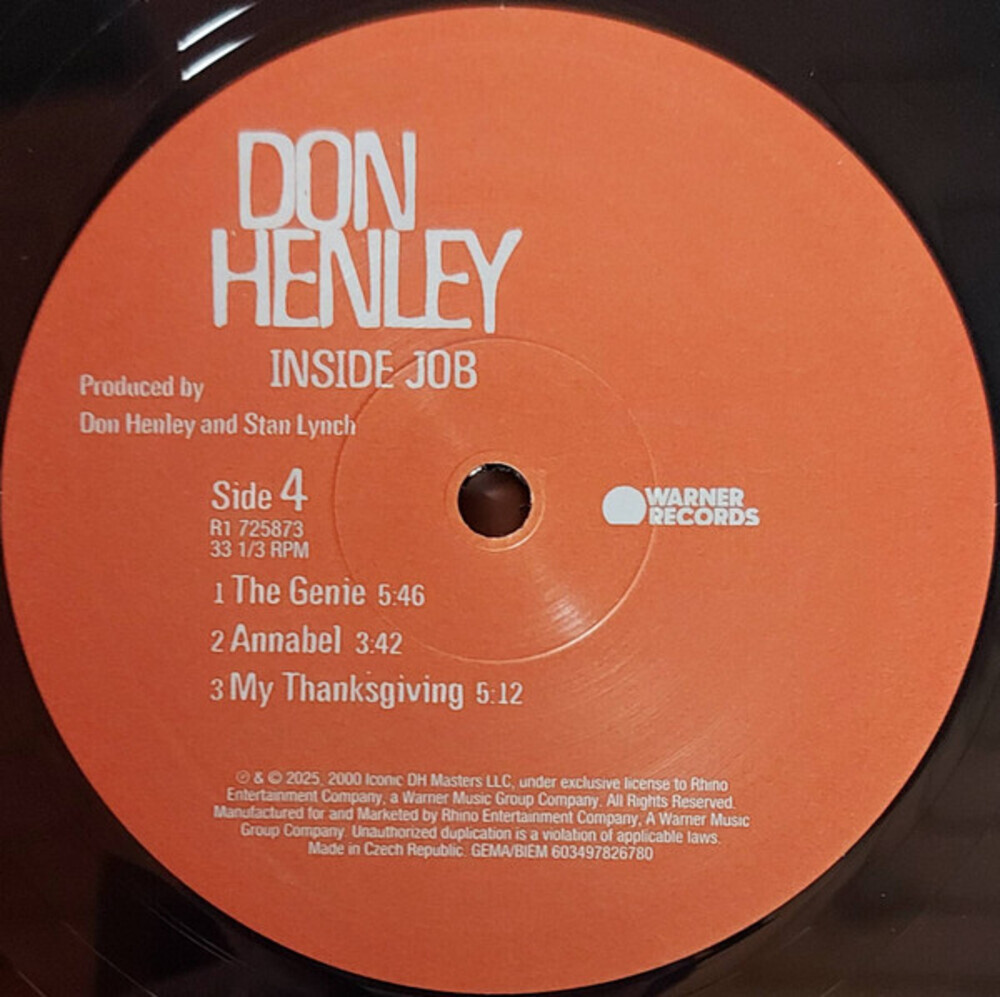 DON
HENLEY
INSIDE JOB
Produced by
Don Henley and Stan Lynch
Side 4
R1 725873
33 1/3 RPM
WARNER
RECORDS
1 The Genie 5:46
2 Annabel 3:42
3 My Thanksgiving 5:12
℗ & © 2025, 2000 Iconic DH Masters LLC, under exclusive license to Rhino
Entertainment Company, a Warner Music Group Company. All Rights Reserved.
Manufactured for and Marketed by Rhino Entertainment Company, A Warner Music
Group Company. Unauthorized duplication is a violation of applicable laws.
Made in Czech Republic. GEMA/BIEM 603497826780